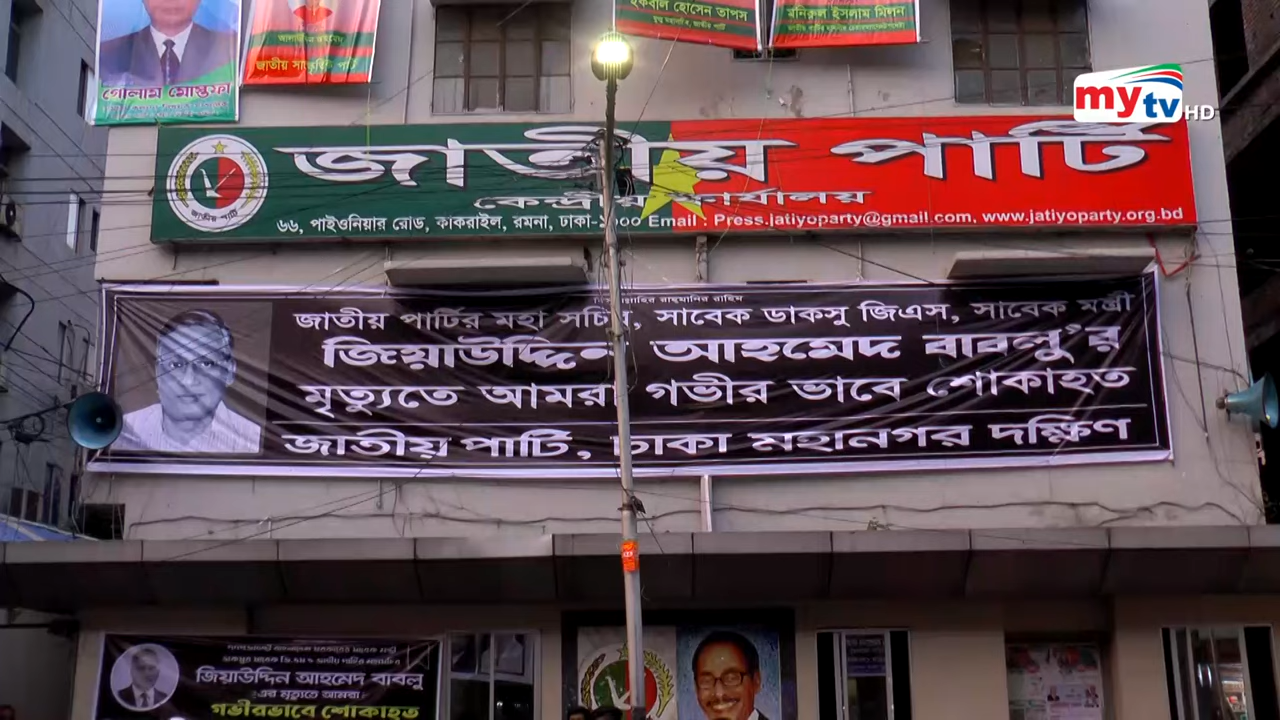 গোলাম মোস্তফা
জাতীয় সাংস্কৃতিক পার্টি
ইকবাল হোসেন তাপস
যুগ্ম মহাসচিব, জাতীয় পার্টি
মনিরুল ইসলাম মিলন
mytv HD
জাতীয় পার্টি
কেন্দ্রীয় কার্যালয়
৬৬, পাইওনিয়ার রোড, কাকরাইল, রমনা, ঢাকা-১০০০ Email : Press.jatiyoparty@gmail.com, www.jatiyoparty.org.bd
জাতীয় পার্টি
জাতীয় পার্টির মহা সচিব, সাবেক ডাকসু জিএস, সাবেক মন্ত্রী
জিয়াউদ্দিন আহমেদ বাবলু'র
মৃত্যুতে আমরা গভীর ভাবে শোকাহত
জাতীয় পার্টি, ঢাকা মহানগর দক্ষিণ
জিয়াউদ্দিন আহমেদ বাবলু
এর মৃত্যুতে আমরা
গভীরভাবে শোকাহত